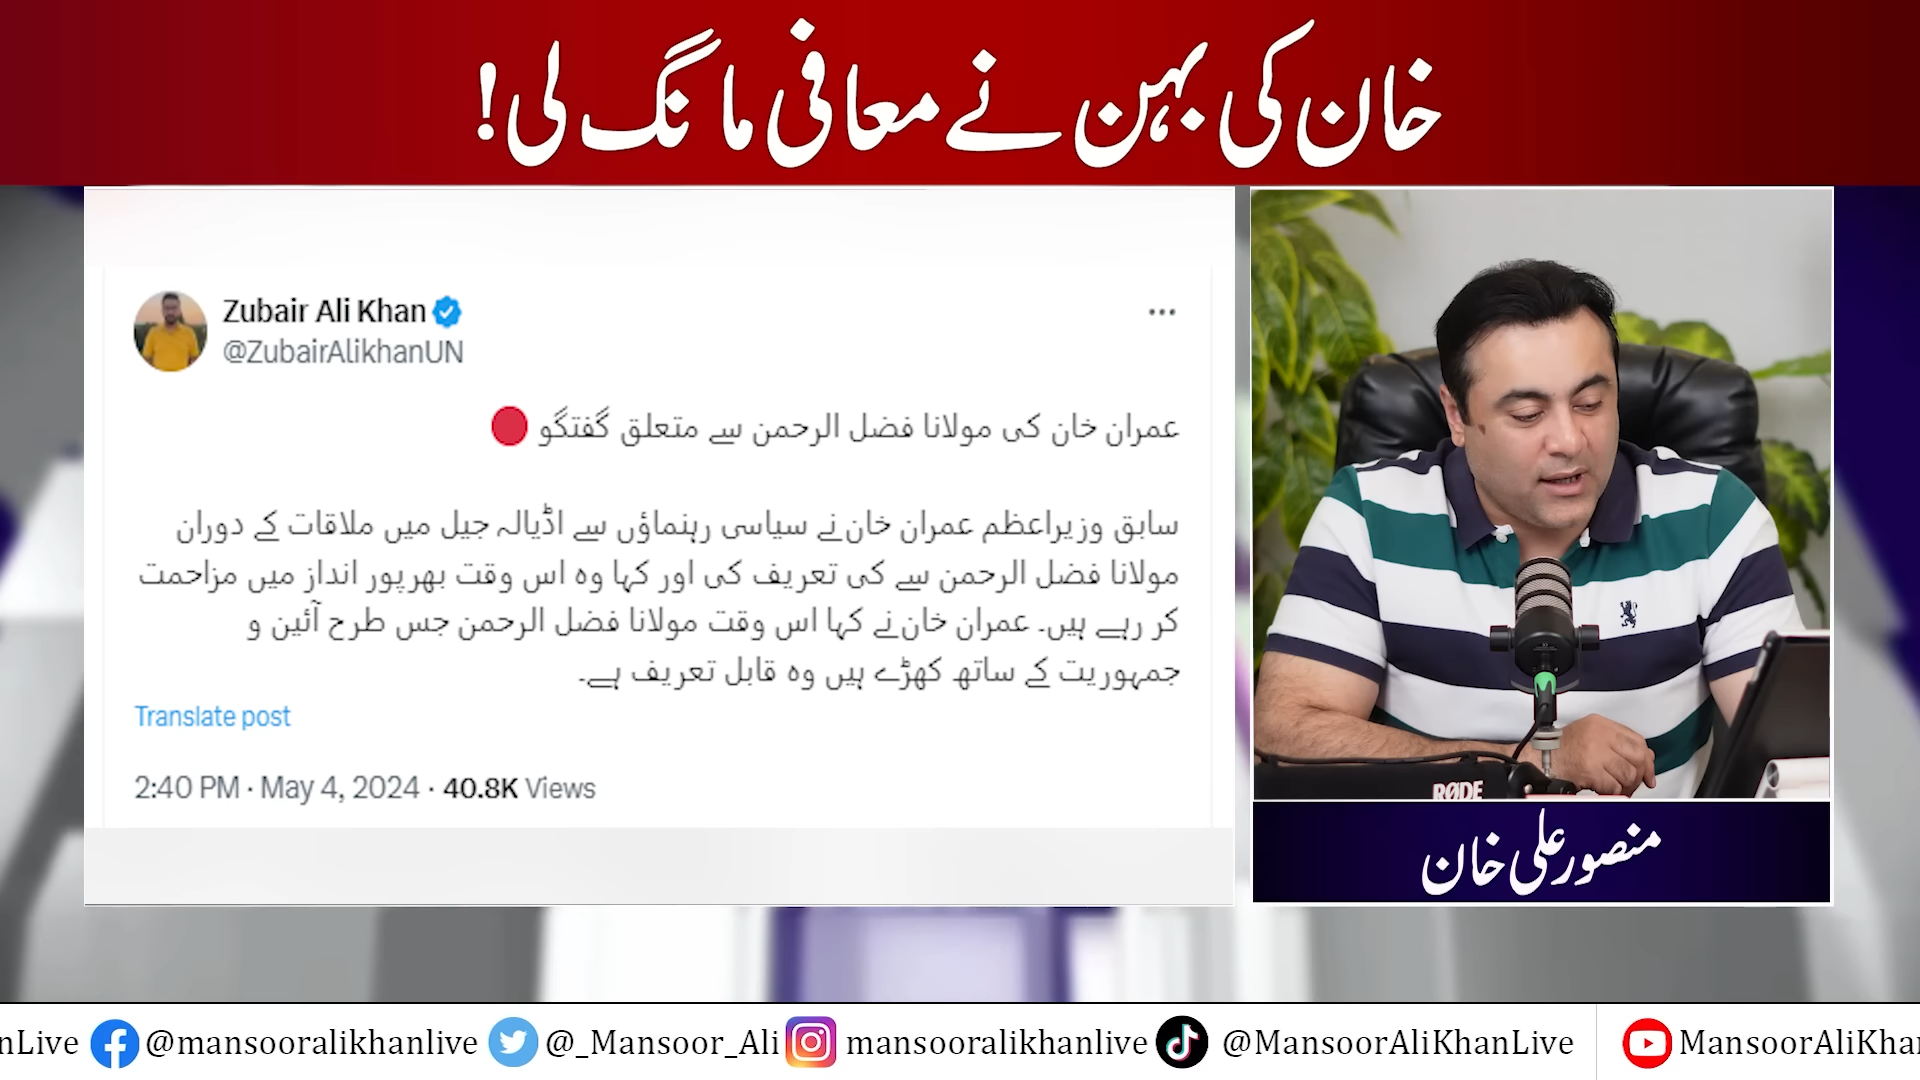 خان کی بہن نے معافی مانگ لی!
Zubair Ali Khan
@ZubairAlikhanUN
عمران خان کی مولانا فضل الرحمن سے متعلق گفتگو
سابق وزیراعظم عمران خان نے سیاسی رہنماؤں سے اڈیالہ جیل میں ملاقات کے دوران
مولانا فضل الرحمن سے کی تعریف کی اور کہا وہ اس وقت بھرپور انداز میں مزاحمت
کر رہے ہیں۔ عمران خان نے کہا اس وقت مولانا فضل الرحمن جس طرح آئین و
جمہوریت کے ساتھ کھڑے ہیں وہ قابل تعریف ہے۔
Translate post
2:40 PM · May 4, 2024 · 40.8K Views
RØDE
منصور علی خان
nLive @mansooralikhanlive @_Mansoor_Ali mansooralikhanlive @MansoorAliKhanLive MansoorAliKha